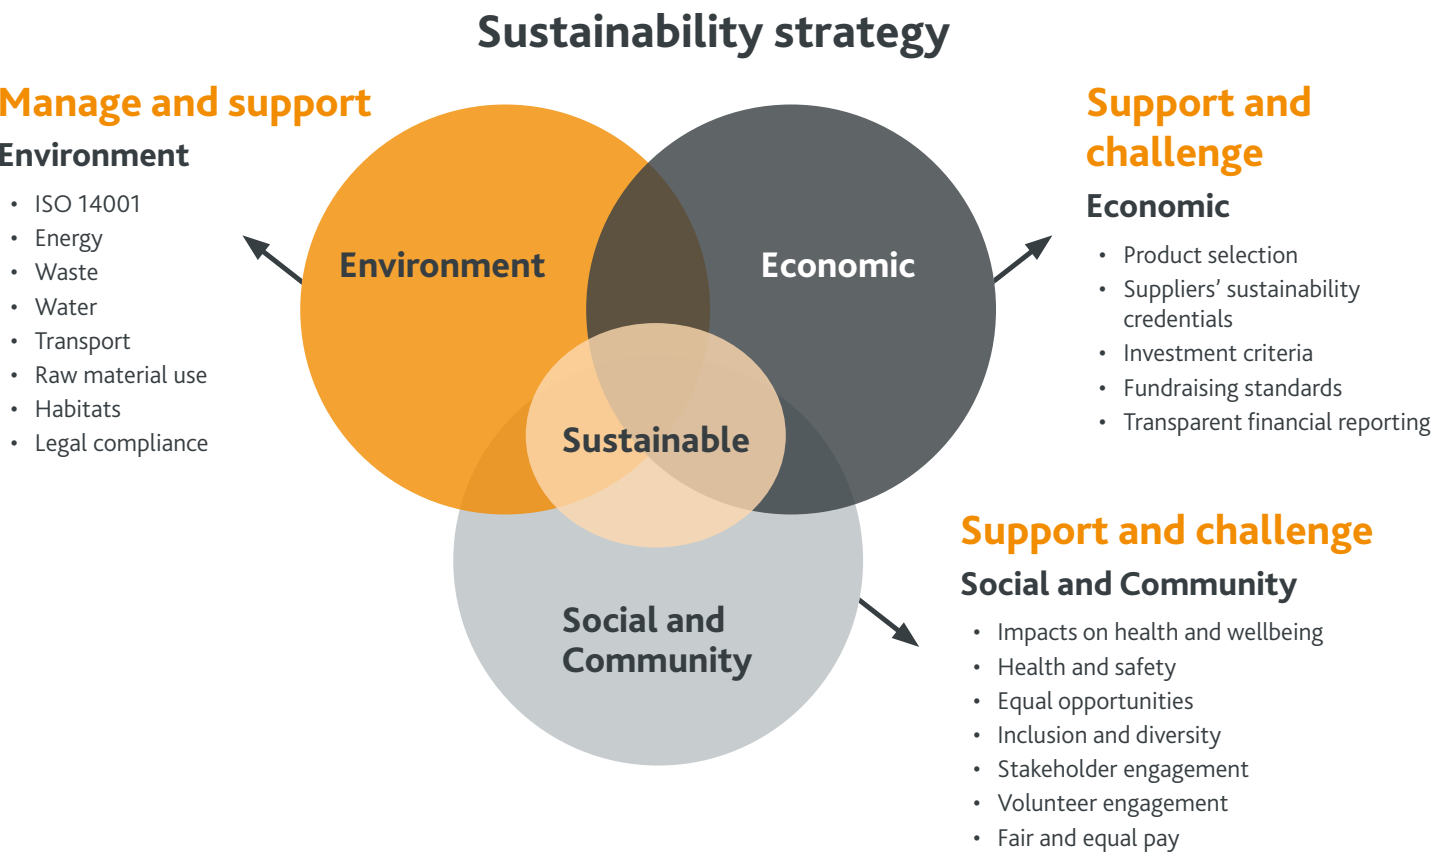 Sustainability strategy
Manage and support
Environment
• ISO 14001
• Energy
• Waste
• Water
• Transport
• Raw material use
• Habitats
• Legal compliance
Environment
Economic
Sustainable
Social and
Community
Support and
challenge
Economic
• Product selection
• Suppliers’ sustainability
credentials
• Investment criteria
• Fundraising standards
• Transparent financial reporting
Support and challenge
Social and Community
• Impacts on health and wellbeing
• Health and safety
• Equal opportunities
• Inclusion and diversity
• Stakeholder engagement
• Volunteer engagement
• Fair and equal pay